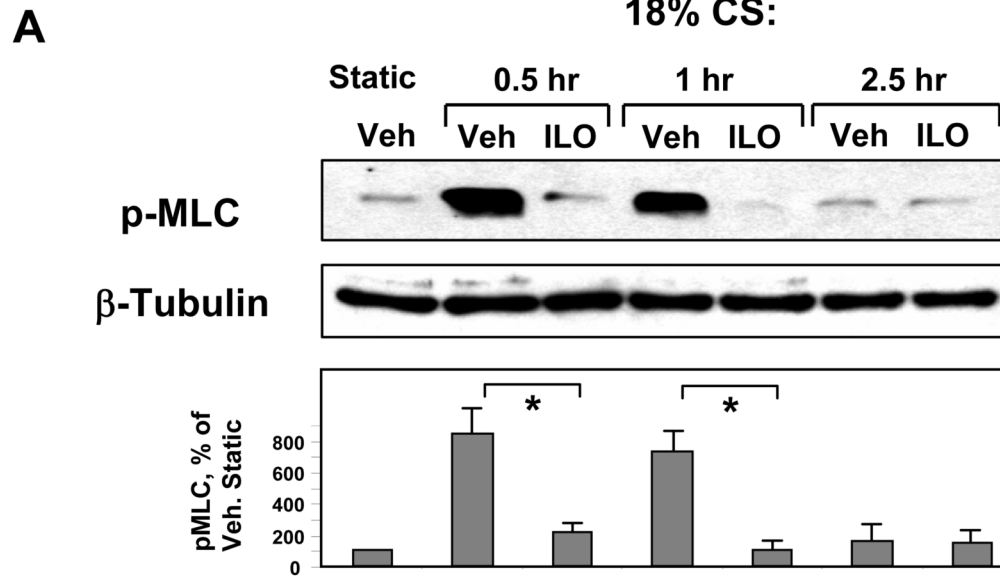 A
18% CS:
Static 0.5 hr 1 hr 2.5 hr
Veh Veh ILO Veh ILO Veh ILO
p-MLC
β-Tubulin
pMLC, % of
Veh. Static
* *
800
600
400
200
0